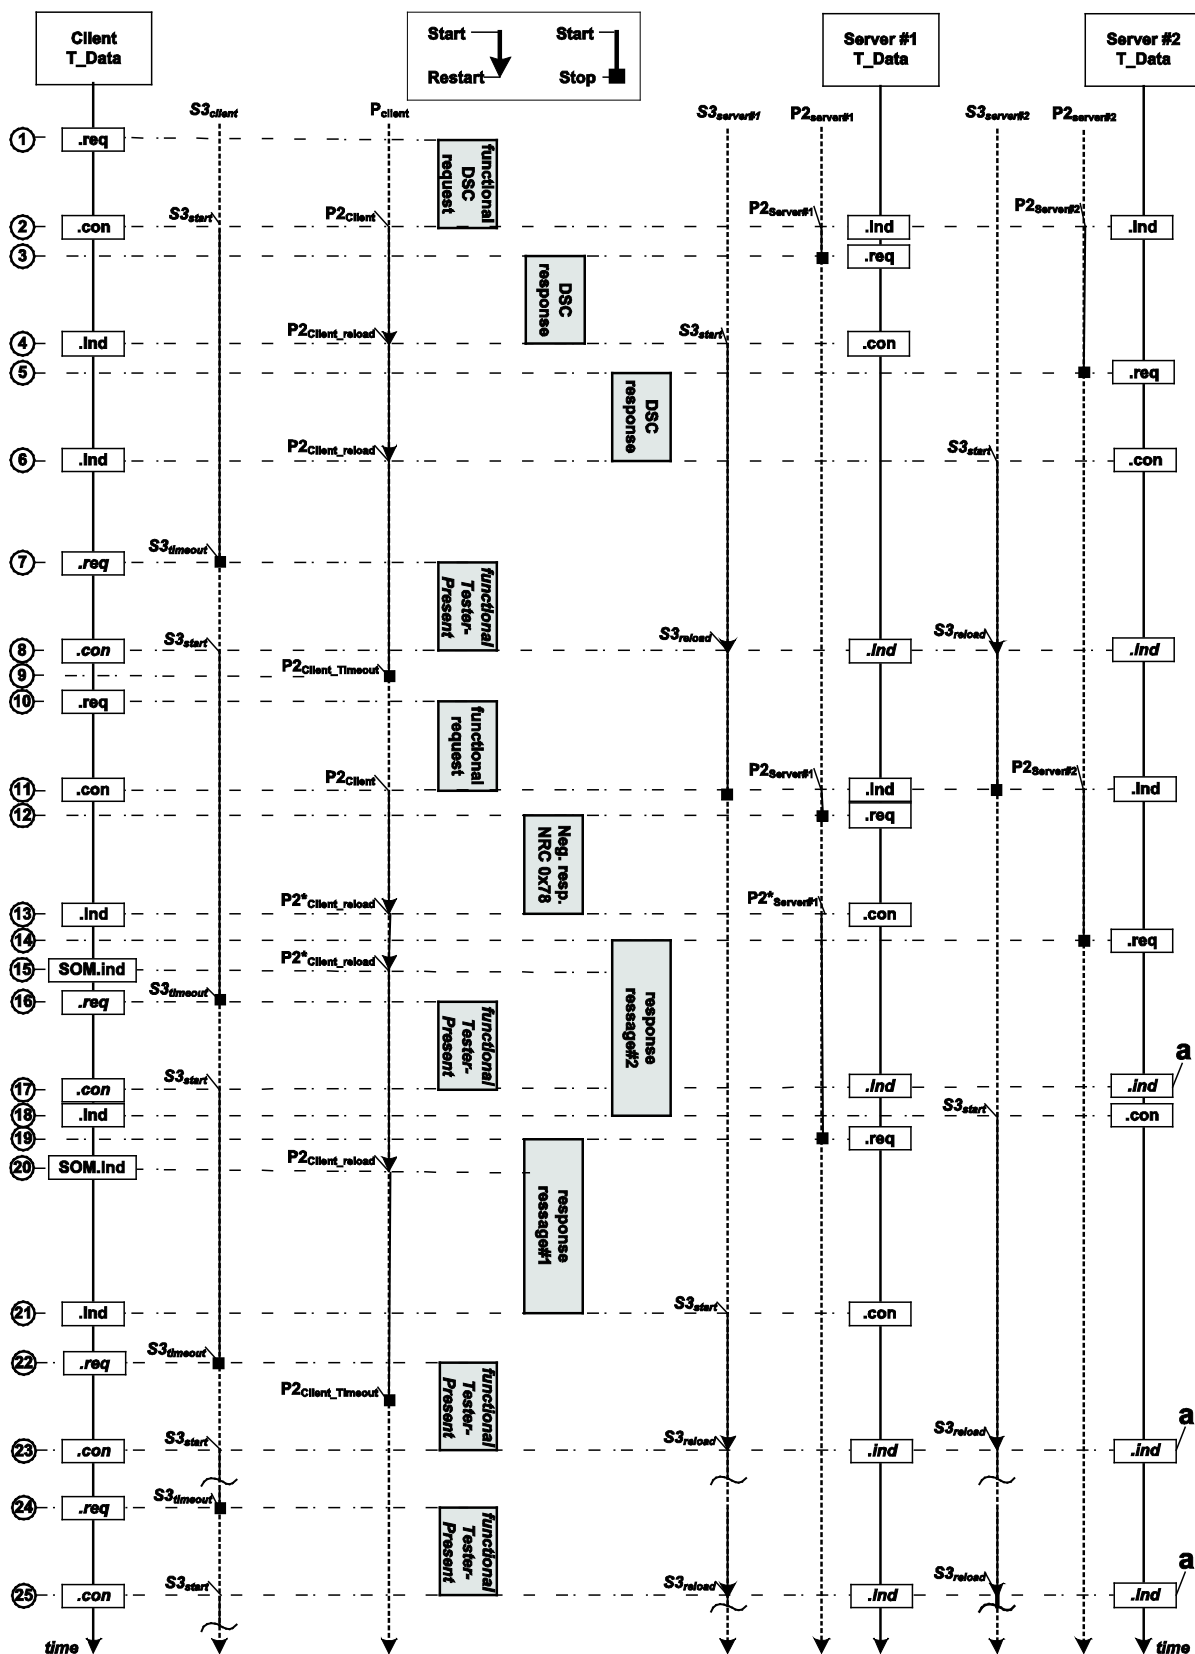 Client
T_Data
Start
Start
Restart
Stop
Server #1
T_Data
Server #2
T_Data
S3client
Pclient
S3server#1
P2server#1
S3server#2
P2server#2
1
.req
functional
DSC
request
S3start
P2Client
P2Server#1
P2Server#2
2
.con
.Ind
.Ind
3
.req
DSC
response
P2Client_reload
S3start
4
.Ind
.con
5
.req
DSC
response
P2Client_reload
S3start
6
.Ind
.con
S3timeout
7
.req
functional
Tester-
Present
S3start
S3reload
S3reload
8
.con
.Ind
.Ind
P2Client_Timeout
9
10
.req
functional
request
P2Client
P2Server#1
P2Server#2
11
.con
.Ind
.Ind
12
.req
Neg. resp.
NRC 0x78
P2*Client_reload
P2*Server#1
13
.Ind
.con
14
.req
P2*Client_reload
15
SOM.ind
response
ressage#2
S3timeout
16
.req
functional
Tester-
Present
a
S3start
17
.con
.Ind
.ind
S3start
18
.Ind
.con
19
.req
P2Client_reload
20
SOM.Ind
response
ressage#1
S3start
21
.Ind
.con
S3timeout
22
.req
functional
Tester-
Present
P2Client_Timeout
a
S3start
S3reload
S3reload
23
.con
.ind
.ind
S3timeout
24
.req
functional
Tester-
Present
a
S3start
S3reload
S3reload
25
.con
.Ind
.Ind
time
time